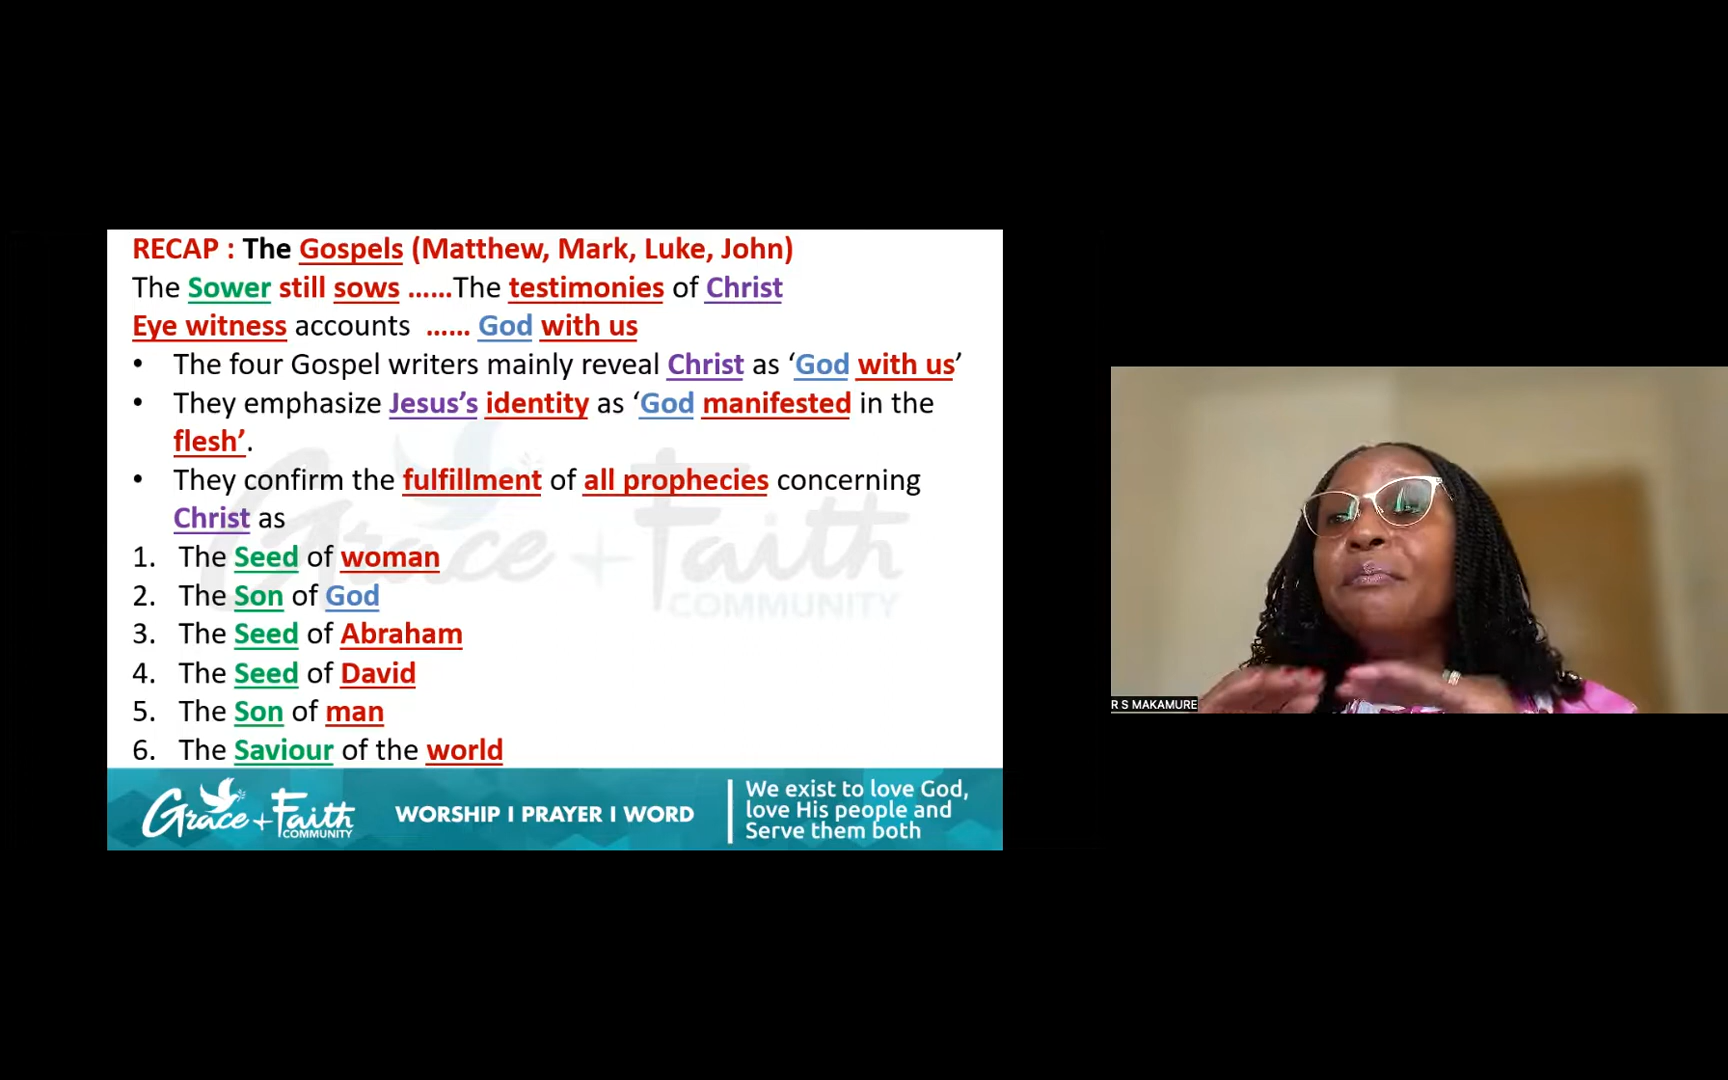 RECAP : The Gospels (Matthew, Mark, Luke, John)
The Sower still sows ......The testimonies of Christ
Eye witness accounts ...... God with us
• The four Gospel writers mainly reveal Christ as ‘God with us’
• They emphasize Jesus’s identity as ‘God manifested in the
flesh’.
• They confirm the fulfillment of all prophecies concerning
Christ as
1. The Seed of woman
2. The Son of God
3. The Seed of Abraham
4. The Seed of David
5. The Son of man
6. The Saviour of the world
Grace + Faith
COMMUNITY
Grace + Faith
COMMUNITY
WORSHIP I PRAYER I WORD
We exist to love God,
love His people and
Serve them both
R S MAKAMURE